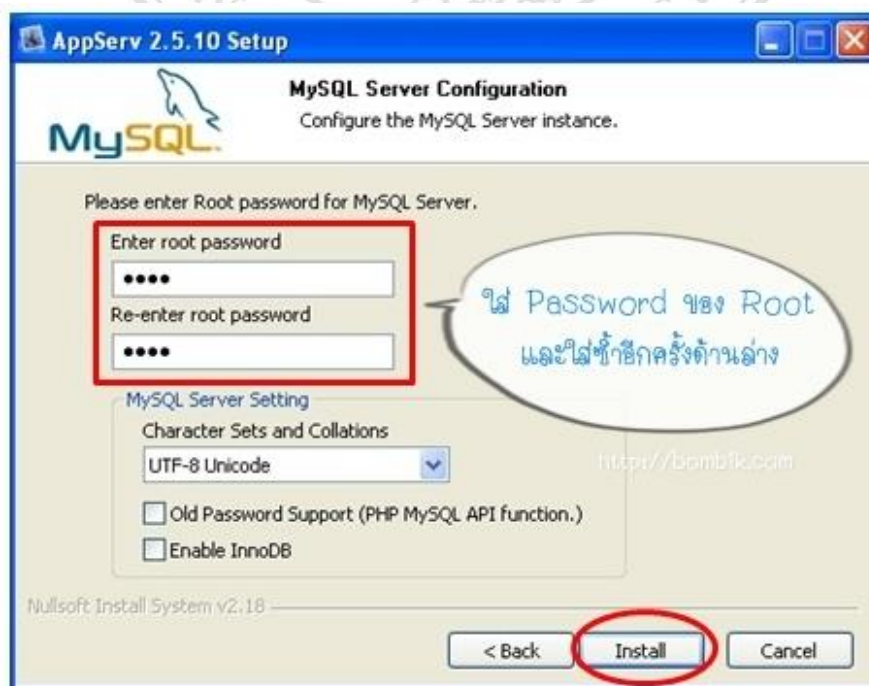 AppServ 2.5.10 Setup
MySQL Server Configuration
Configure the MySQL Server instance.
MySQL
Please enter Root password for MySQL Server.
Enter root password
••••
Re-enter root password
••••
ใส่ Password ของ Root
และใส่ซ้ำอีกครั้งด้านล่าง
MySQL Server Setting
Character Sets and Collations
UTF-8 Unicode
http://bombik.com
Old Password Support (PHP MySQL API function.)
Enable InnoDB
Nullsoft Install System v2.18
< Back
Install
Cancel